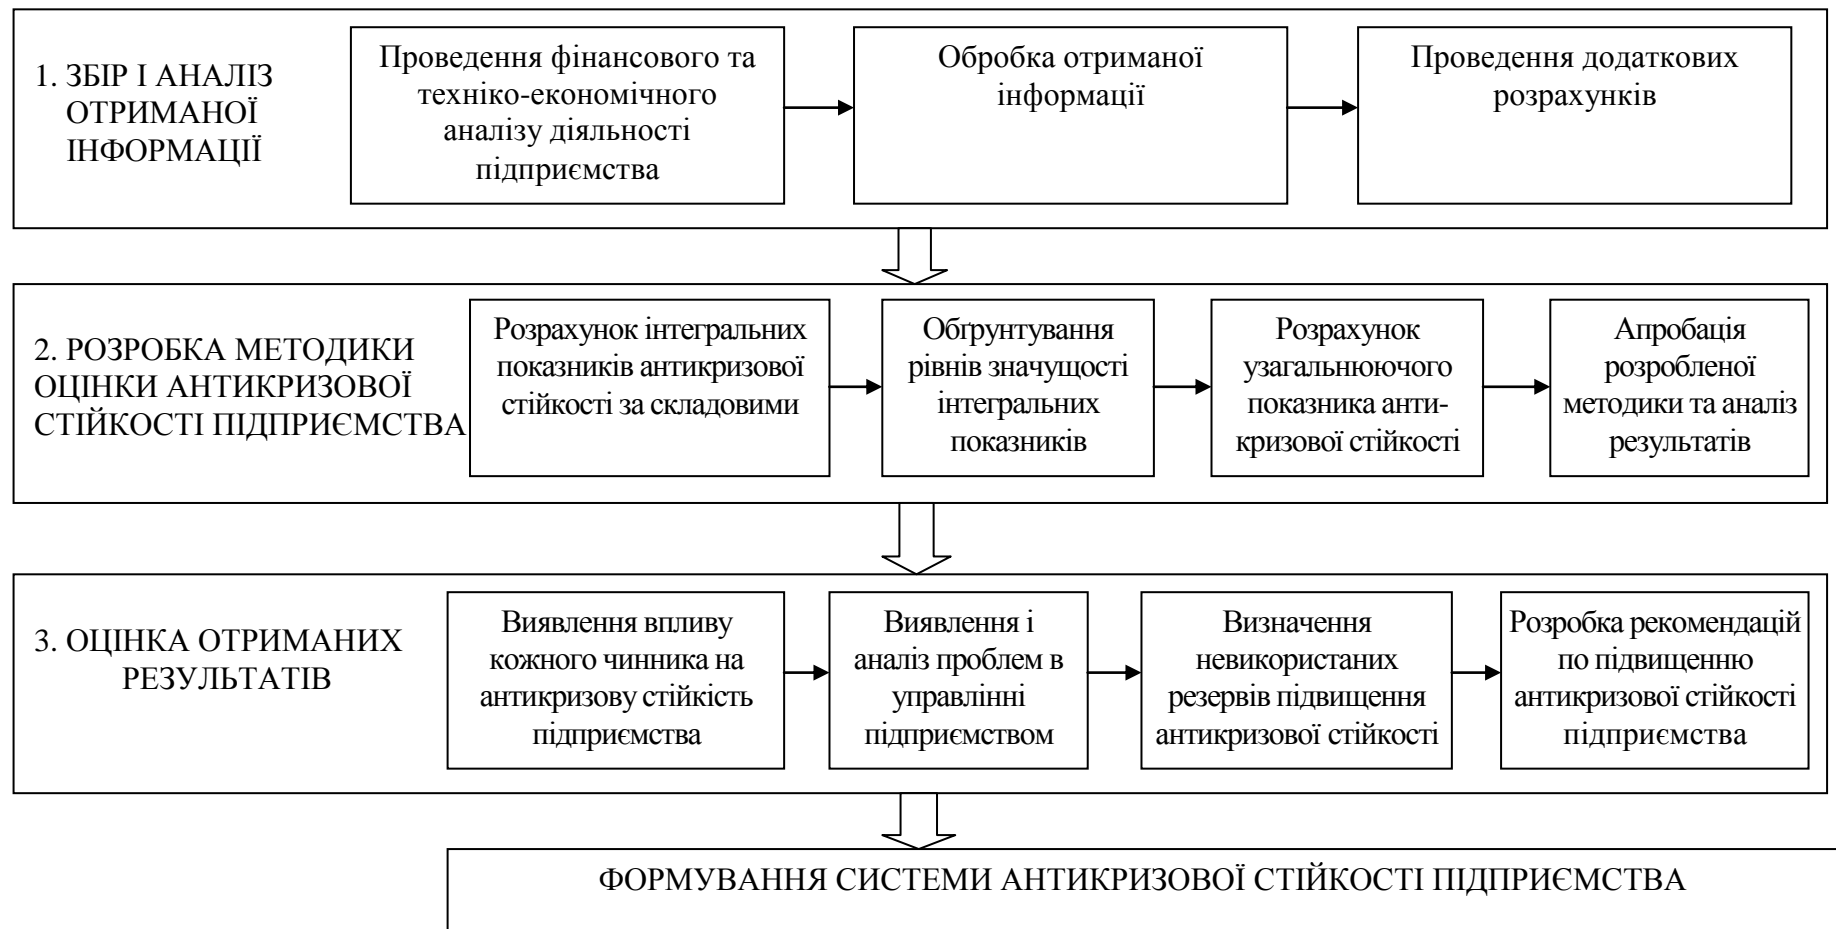 1. ЗБІР І АНАЛІЗ
ОТРИМАНОЇ
ІНФОРМАЦІЇ
Проведення фінансового та
техніко-економічного
аналізу діяльності
підприємства
Обробка отриманої
інформації
Проведення додаткових
розрахунків
2. РОЗРОБКА МЕТОДИКИ
ОЦІНКИ АНТИКРИЗОВОЇ
СТІЙКОСТІ ПІДПРИЄМСТВА
Розрахунок інтегральних
показників антикризової
стійкості за складовими
Обґрунтування
рівнів значущості
інтегральних
показників
Розрахунок
узагальнюючого
показника анти-
кризової стійкості
Апробація
розробленої
методики та аналіз
результатів
3. ОЦІНКА ОТРИМАНИХ
РЕЗУЛЬТАТІВ
Виявлення впливу
кожного чинника на
антикризову стійкість
підприємства
Виявлення і
аналіз проблем в
управлінні
підприємством
Визначення
невикористаних
резервів підвищення
антикризової стійкості
Розробка рекомендацій
по підвищенню
антикризової стійкості
підприємства
ФОРМУВАННЯ СИСТЕМИ АНТИКРИЗОВОЇ СТІЙКОСТІ ПІДПРИЄМСТВА